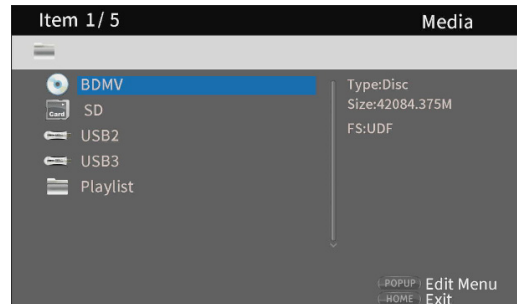 Item 1/ 5 Media
BDMV
Card SD
USB2
USB3
Playlist
Type:Disc
Size:42084.375M
FS:UDF
POPUP Edit Menu
HOME Exit